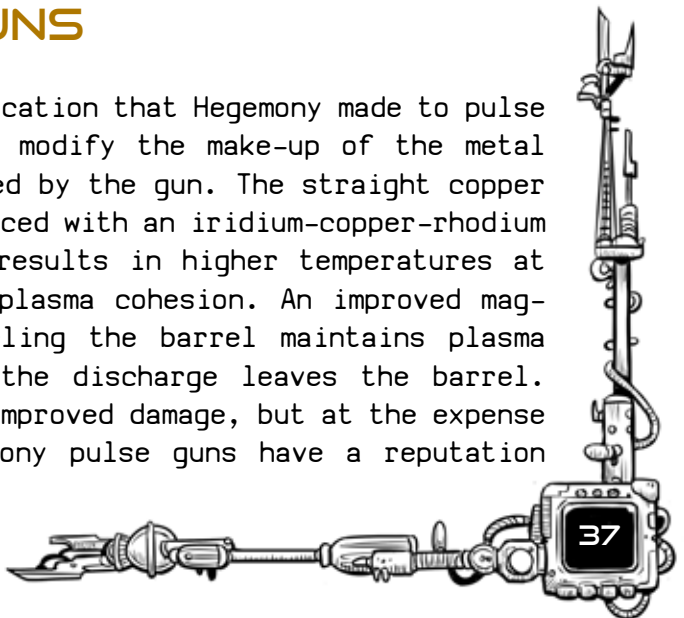 UNS
cation that Hegemony made to pulse
modify the make-up of the metal
ed by the gun. The straight copper
ced with an iridium-copper-rhodium
results in higher temperatures at
plasma cohesion. An improved mag-
ling the barrel maintains plasma
the discharge leaves the barrel.
mproved damage, but at the expense
ony pulse guns have a reputation
37